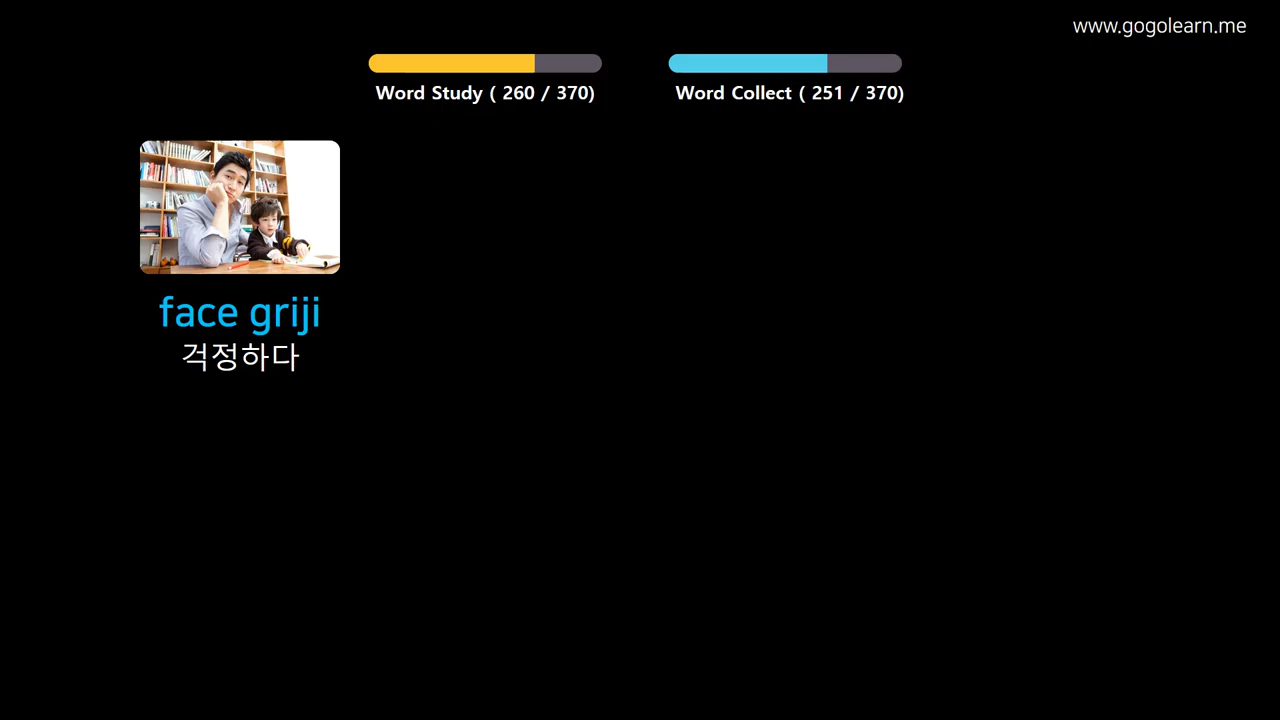 www.gogolearn.me
Word Study ( 260 / 370)
Word Collect ( 251 / 370)
face griji
걱정하다